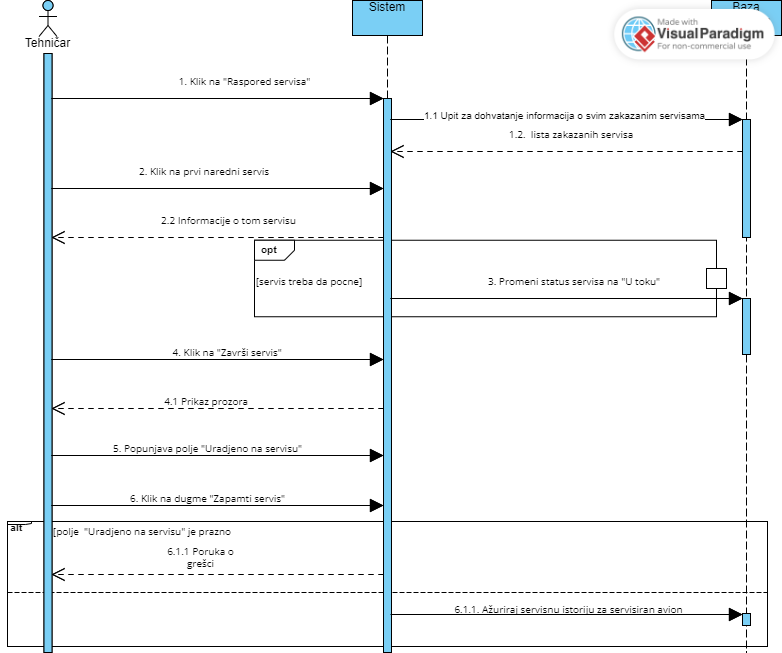 Sistem
Baza
Made with
Visual Paradigm
For non-commercial use
Tehničar
1. Klik na "Raspored servisa"
1.1 Upit za dohvatanje informacija o svim zakazanim servisama
1.2. lista zakazanih servisa
2. Klik na prvi naredni servis
2.2 Informacije o tom servisu
opt
[servis treba da pocne]
3. Promeni status servisa na "U toku"
4. Klik na "Završi servis"
4.1 Prikaz prozora
5. Popunjava polje "Uradjeno na servisu"
6. Klik na dugme "Zapamti servis"
alt
[polje "Uradjeno na servisu" je prazno
6.1.1 Poruka o
grešci
6.1.1. Ažuriraj servisnu istoriju za servisiran avion